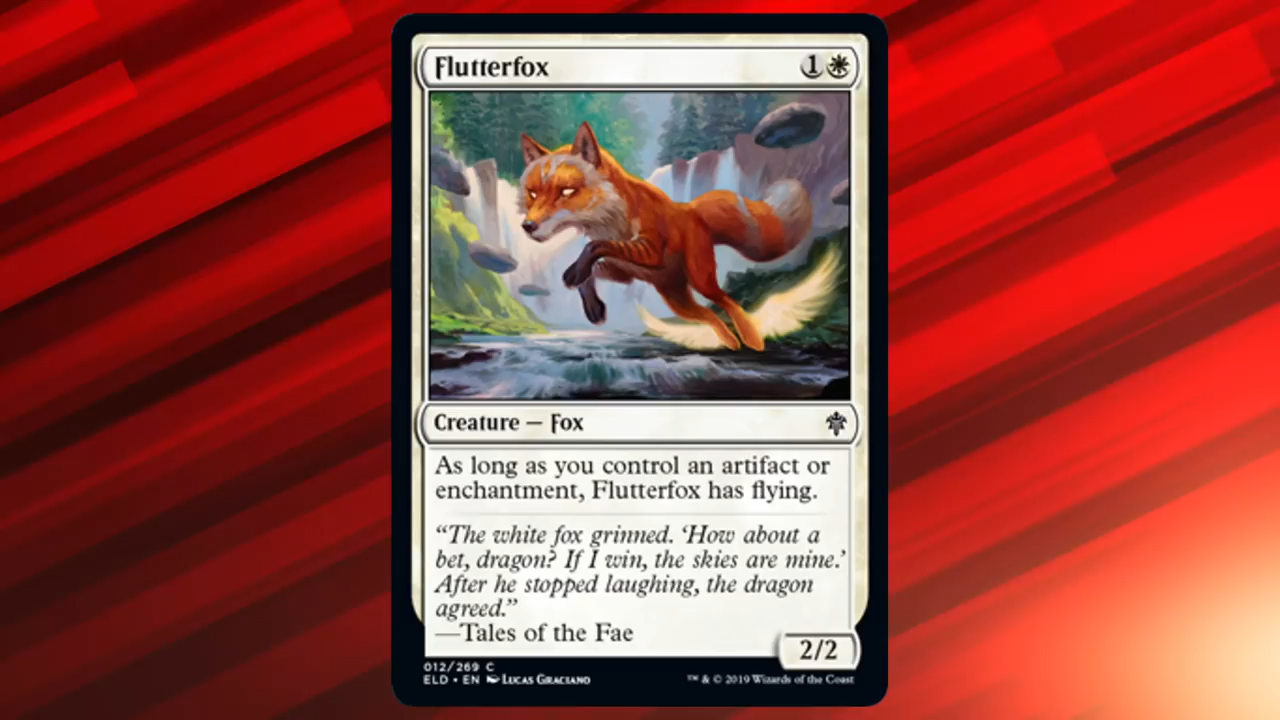 Flutterfox 1
Creature — Fox
As long as you control an artifact or
enchantment, Flutterfox has flying.
“The white fox grinned. ‘How about a
bet, dragon? If I win, the skies are mine.’
After he stopped laughing, the dragon
agreed.”
—Tales of the Fae
2/2
012/269 C
ELD • EN Lucas Graciano
™ & © 2019 Wizards of the Coast